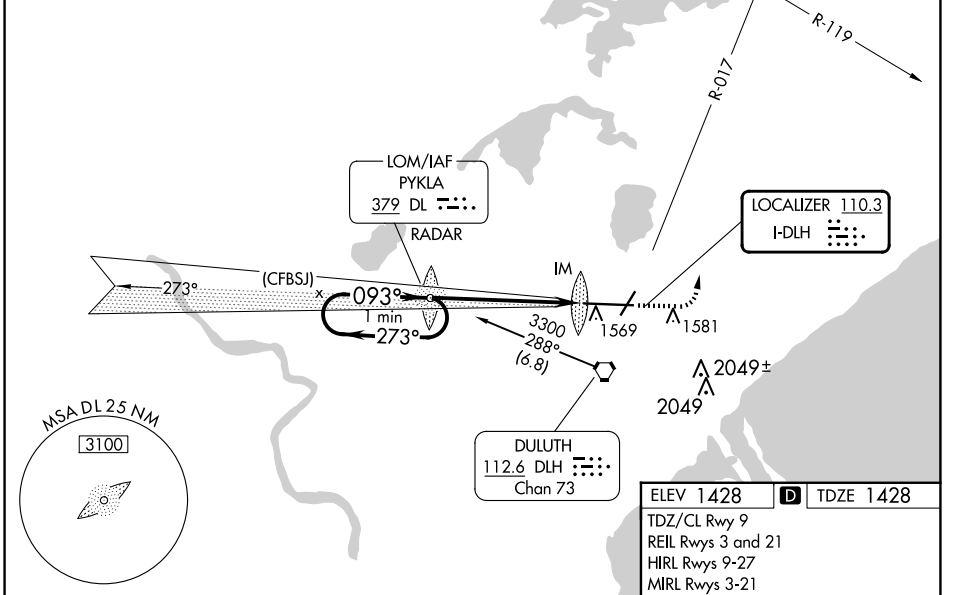 R-119
R-017
LOM/IAF
PYKLA
379 DL
RADAR
LOCALIZER 110.3
I-DLH
(CFBSJ)
IM
273°
x
093°
1 min
273°
3300
288°
(6.8)
1569
1581
2049±
2049
MSA DL 25 NM
3100
DULUTH
112.6 DLH
Chan 73
ELEV 1428 D TDZE 1428
TDZ/CL Rwy 9
REIL Rwys 3 and 21
HIRL Rwys 9-27
MIRL Rwys 3-21